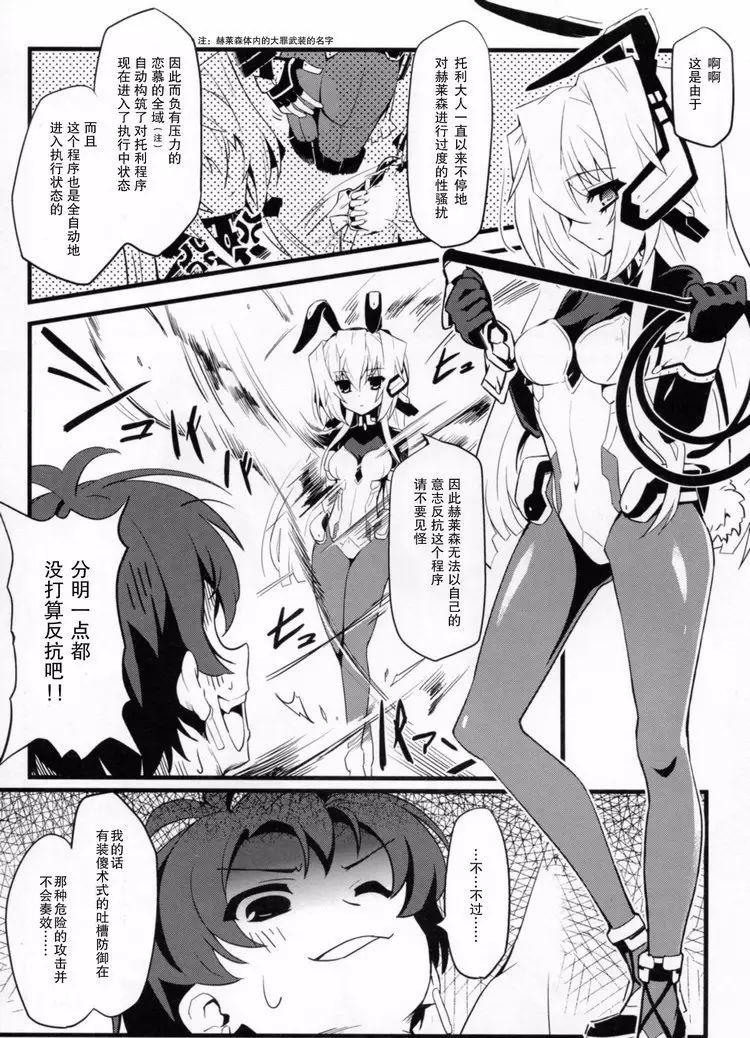 注：赫莱森体内的大罪武装的名字
啊啊
这是由于
托利大人一直以来不停地
对赫莱森进行过度的性骚扰
因此而负有压力的
恋慕的全域(注)
自动构筑了对托利程序
现在进入了执行中状态
而且
这个程序也是全自动地
进入执行状态的
因此赫莱森无法以自己的
意志反抗这个程序
请不要见怪
分明一点都
没打算反抗吧!!
…不…不过……
我的话
有装傻术式的吐槽防御在
那种危险的攻击并
不会奏效……